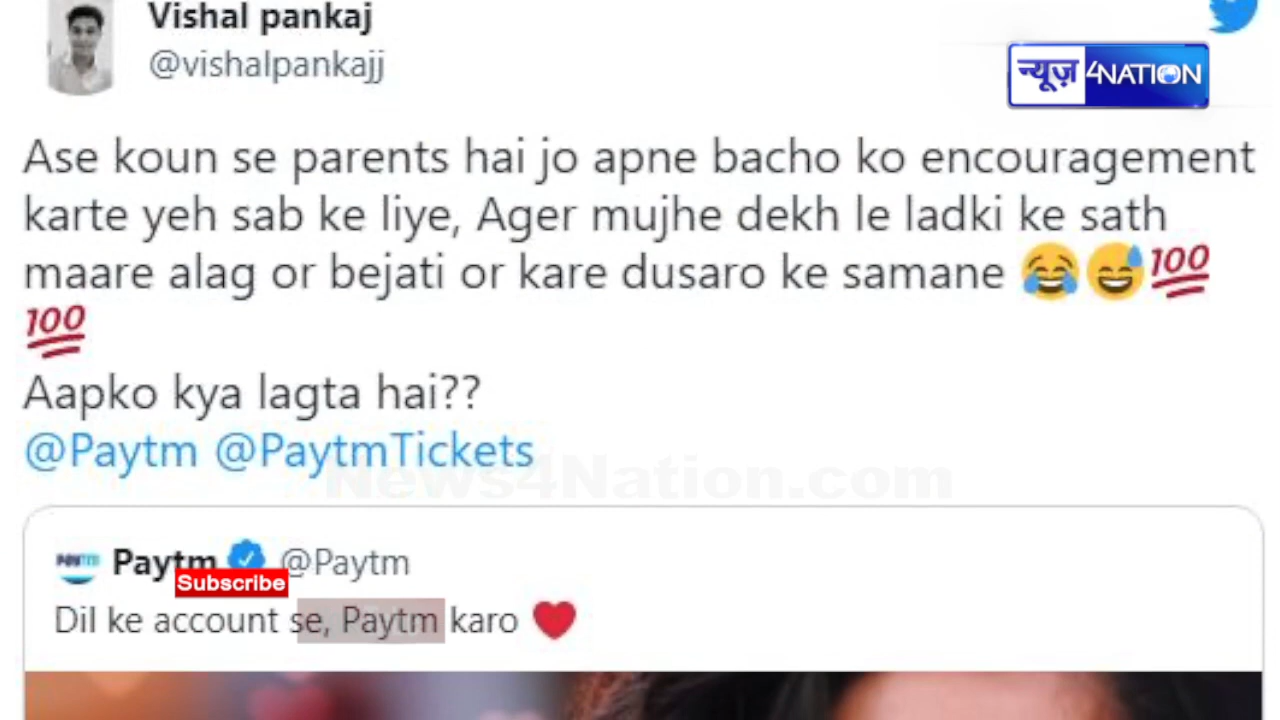 Vishal pankaj
@vishalpankajj
न्यूज़ 4NATION
Ase koun se parents hai jo apne bacho ko encouragement
karte yeh sab ke liye, Ager mujhe dekh le ladki ke sath
maare alag or bejati or kare dusaro ke samane 😂😅💯
💯
Aapko kya lagta hai??
@Paytm @PaytmTickets
News4Nation.com
Paytm
Paytm @Paytm
Subscribe
Dil ke account se, Paytm karo ❤